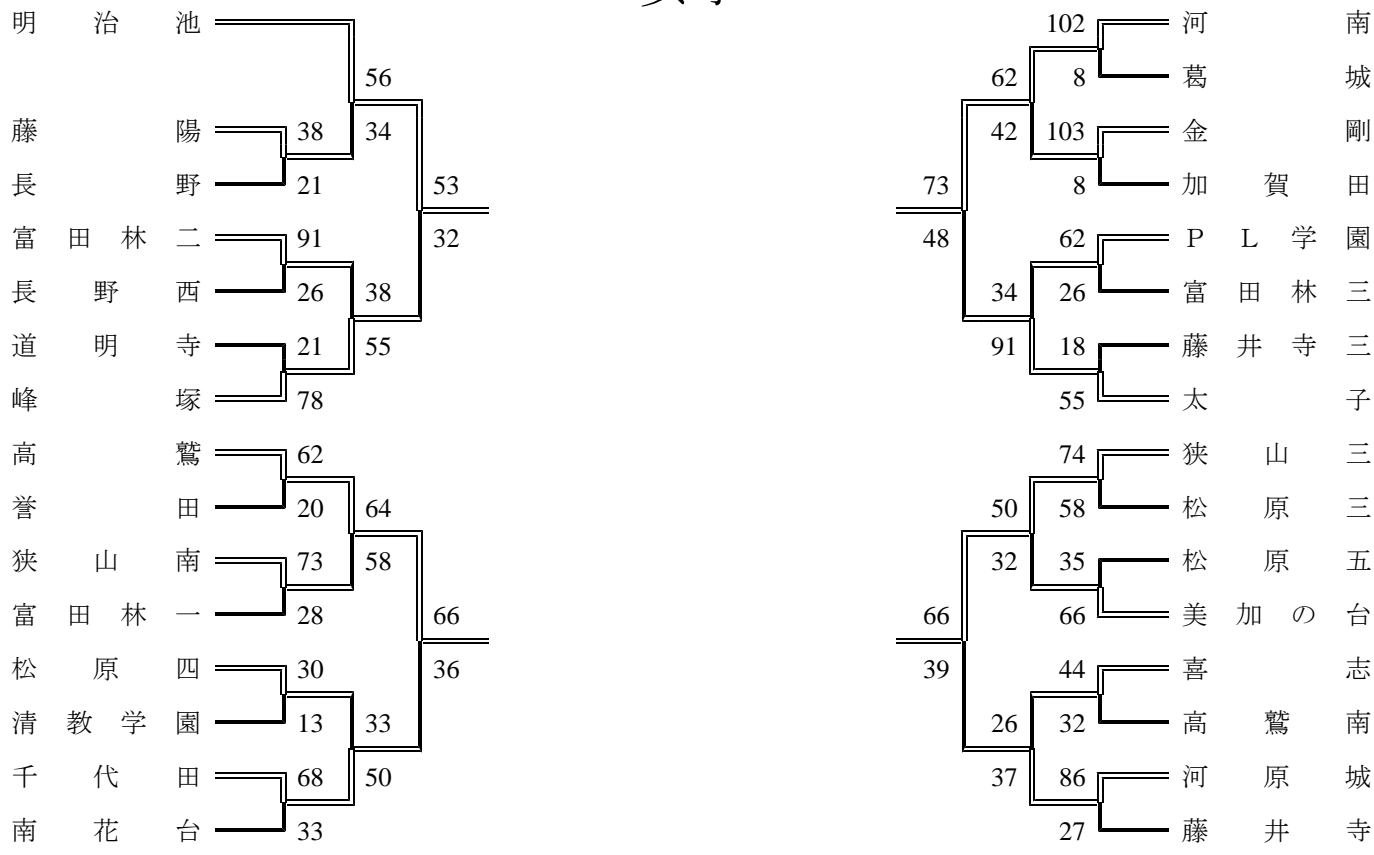 明治池 102 河南
56 62 8 葛城
藤陽 38 34 42 103 金剛
長野 21 53 73 8 加賀田
富田林二 91 32 48 62 PL学園
長野西 26 38 34 26 富田林三
道明寺 21 55 91 18 藤井寺三
峰塚 78 55 太子
高鷲 62 74 狭山三
誉田 20 64 50 58 松原三
狭山南 73 58 32 35 松原五
富田林一 28 66 66 66 美加の台
松原四 30 36 39 44 喜志
清教学園 13 33 26 32 高鷲南
千代田 68 50 37 86 河原城
南花台 33 27 藤井寺